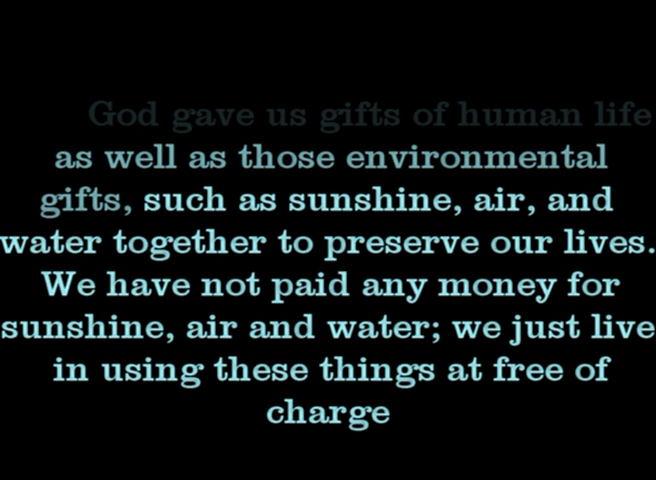 God gave us gifts of human life
as well as those environmental
gifts, such as sunshine, air, and
water together to preserve our lives.
We have not paid any money for
sunshine, air and water; we just live
in using these things at free of
charge